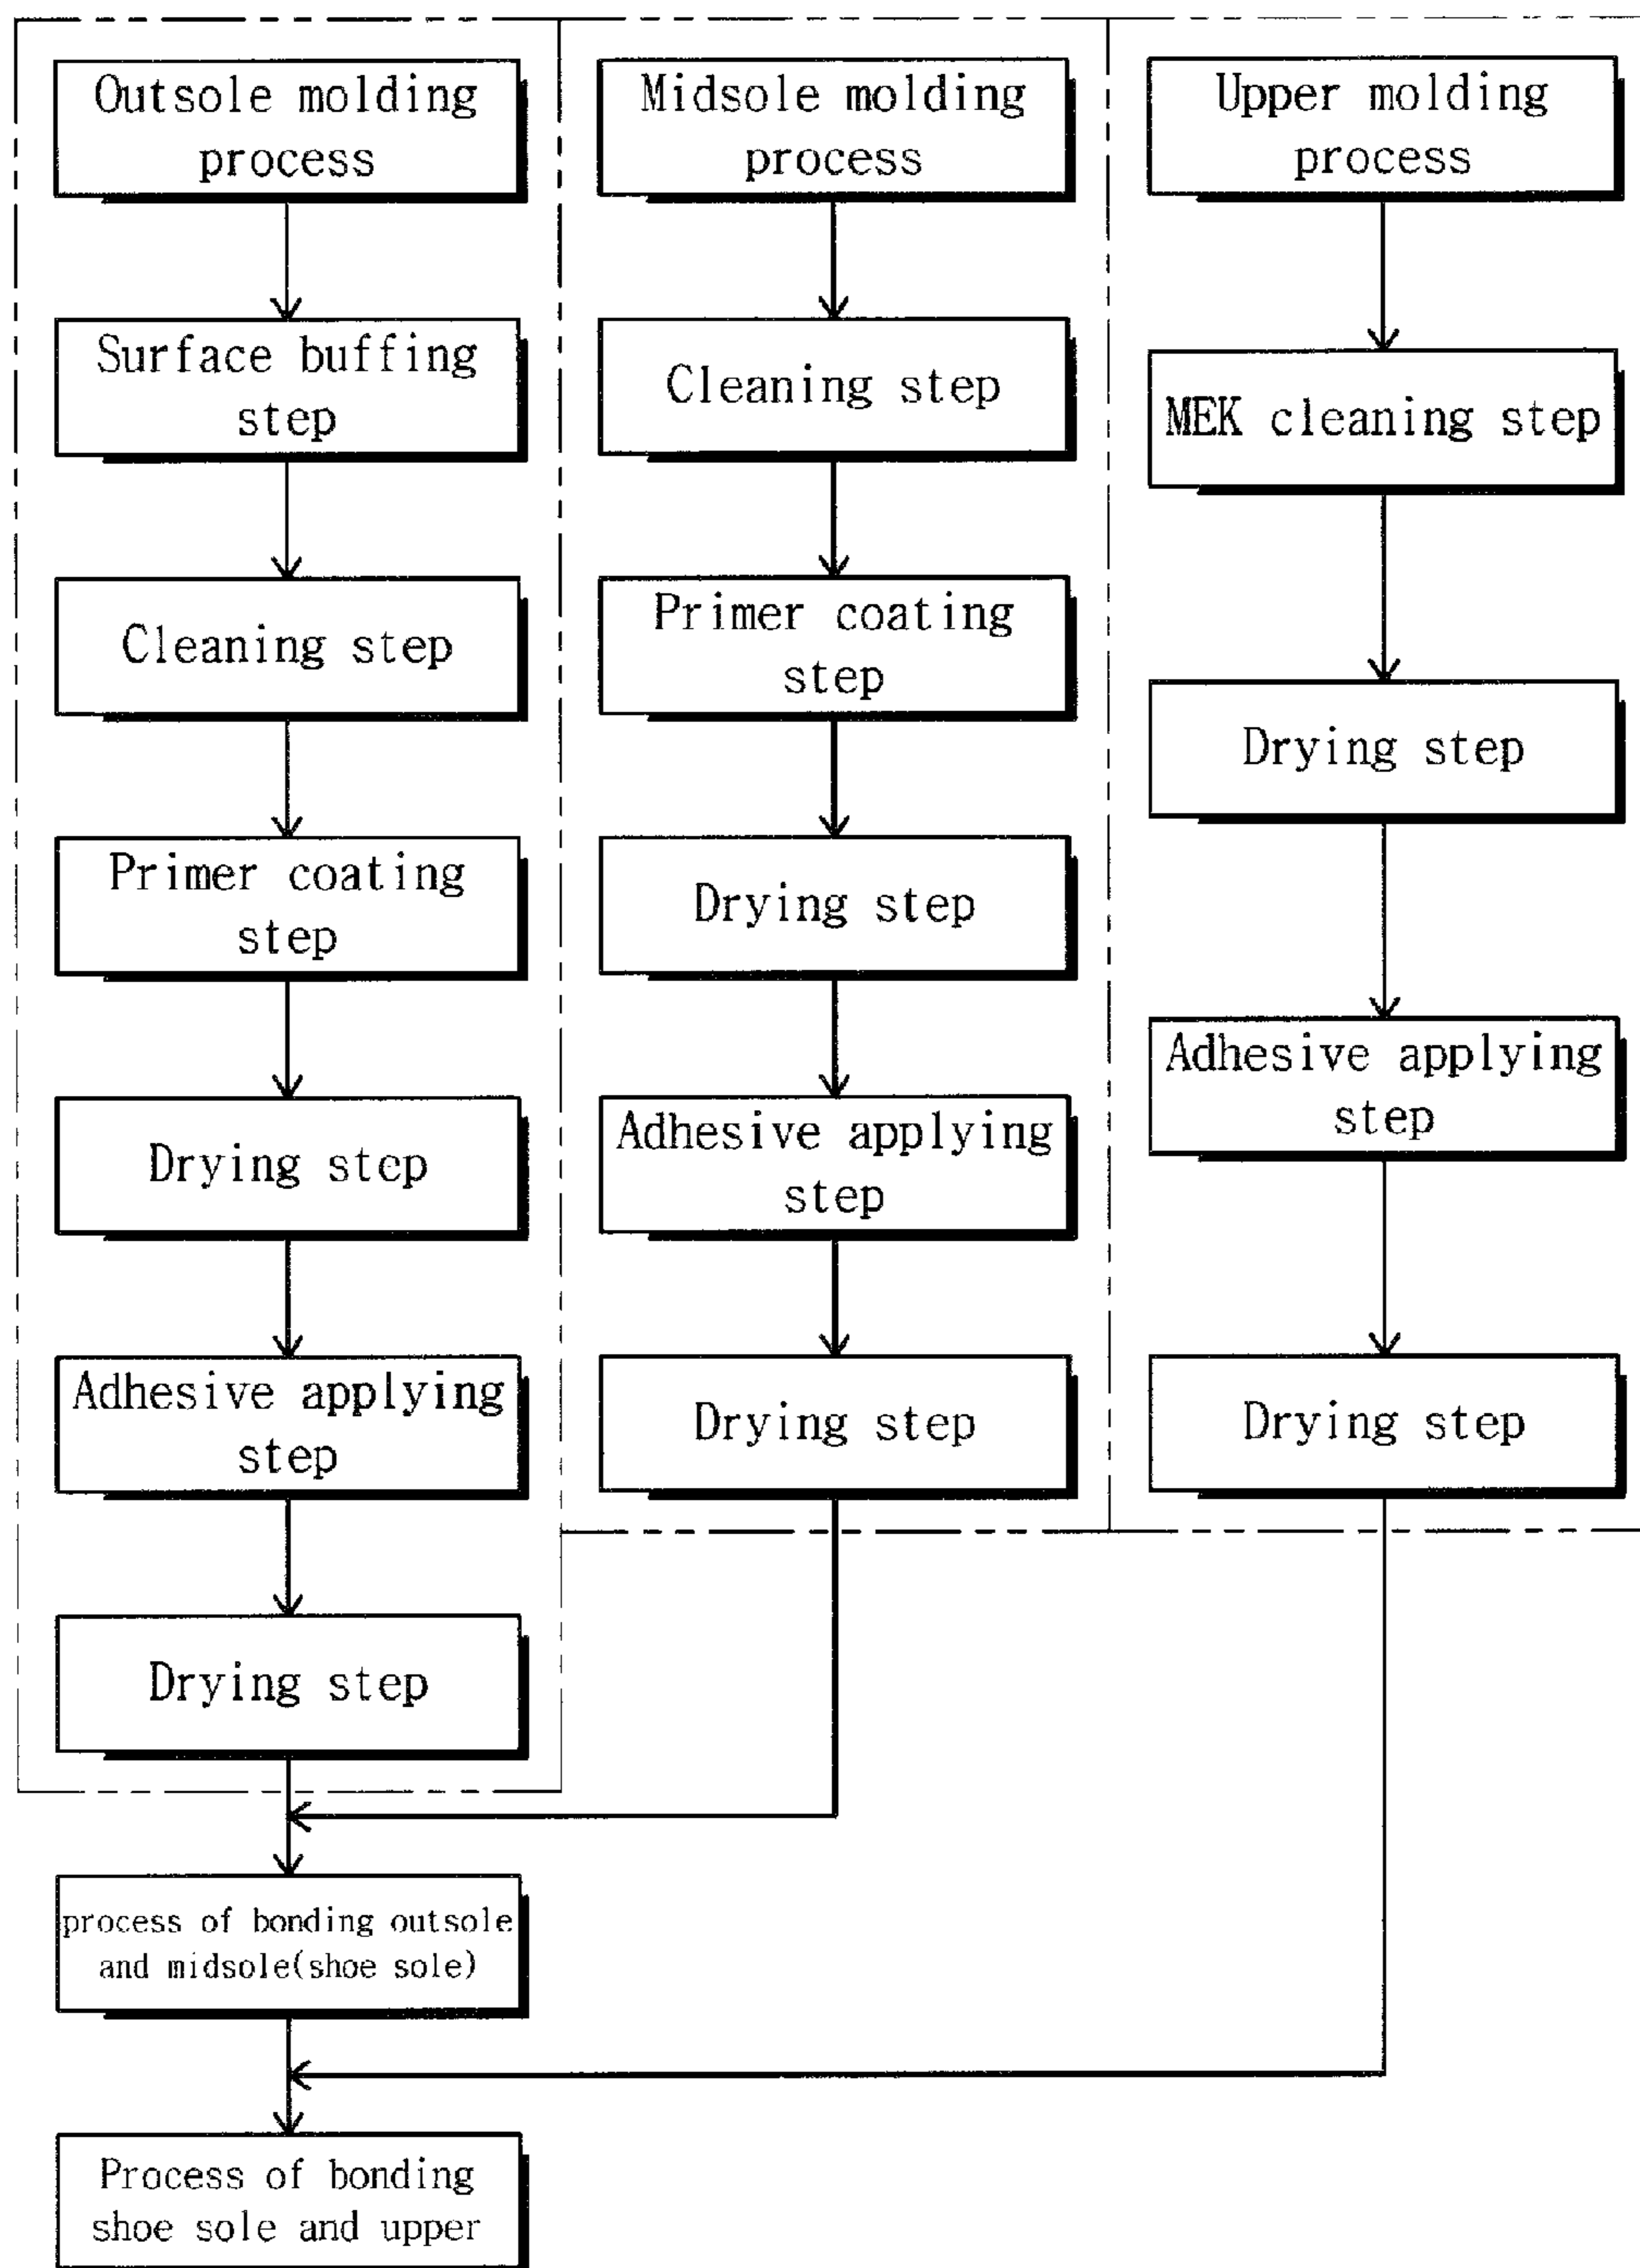 Outsole molding
process
Surface buffing
step
Cleaning step
Primer coating
step
Drying step
Adhesive applying
step
Drying step
process of bonding outsole
and midsole(shoe sole)
Process of bonding
shoe sole and upper
Midsole molding
process
Cleaning step
Primer coating
step
Drying step
Adhesive applying
step
Drying step
Upper molding
process
MEK cleaning step
Drying step
Adhesive applying
step
Drying step